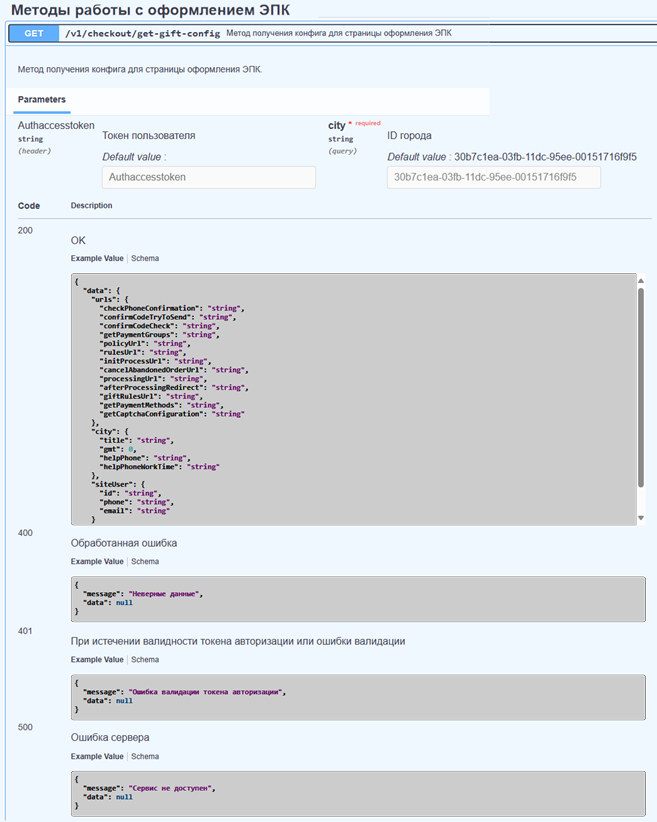 Методы работы с оформлением ЭПК
GET /v1/checkout/get-gift-config Метод получения конфига для страницы оформления ЭПК
Метод получения конфига для страницы оформления ЭПК.
Parameters
Authaccesstoken
string
(header)
Токен пользователя
Default value :
Authaccesstoken
city * required
string
(query)
ID города
Default value : 30b7c1ea-03fb-11dc-95ee-00151716f9f5
30b7c1ea-03fb-11dc-95ee-00151716f9f5
Code Description
200
OK
Example Value Schema
{
"data": {
"urls": {
"checkPhoneConfirmation": "string",
"confirmCodeTryToSend": "string",
"confirmCodeCheck": "string",
"getPaymentGroups": "string",
"policyUrl": "string",
"rulesUrl": "string",
"initProcessUrl": "string",
"cancelAbandonedOrderUrl": "string",
"processingUrl": "string",
"afterProcessingRedirect": "string",
"giftRulesUrl": "string",
"getPaymentMethods": "string",
"getCaptchaConfiguration": "string"
},
"city": {
"title": "string",
"gmt": 0,
"helpPhone": "string",
"helpPhoneWorkTime": "string"
},
"siteUser": {
"id": "string",
"phone": "string",
"email": "string"
}
400
Обработанная ошибка
Example Value Schema
{
"message": "Неверные данные",
"data": null
}
401
При истечении валидности токена авторизации или ошибки валидации
Example Value Schema
{
"message": "Ошибка валидации токена авторизации",
"data": null
}
500
Ошибка сервера
Example Value Schema
{
"message": "Сервис не доступен",
"data": null
}